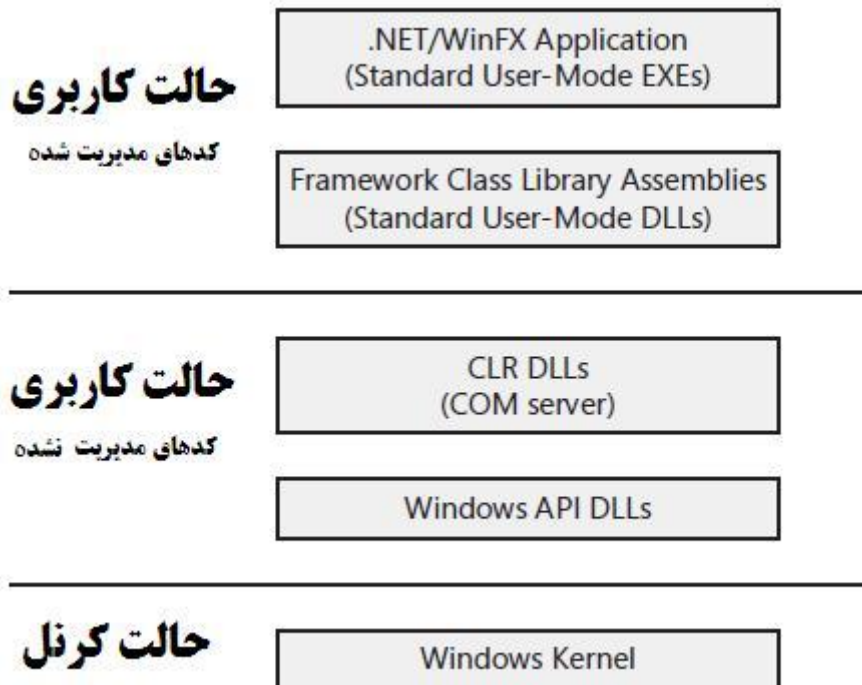 .NET/WinFX Application
(Standard User-Mode EXEs)
حالت کاربری
کدهای مدیریت شده
Framework Class Library Assemblies
(Standard User-Mode DLLs)
حالت کاربری
کدهای مدیریت نشده
CLR DLLs
(COM server)
Windows API DLLs
حالت کرنل
Windows Kernel